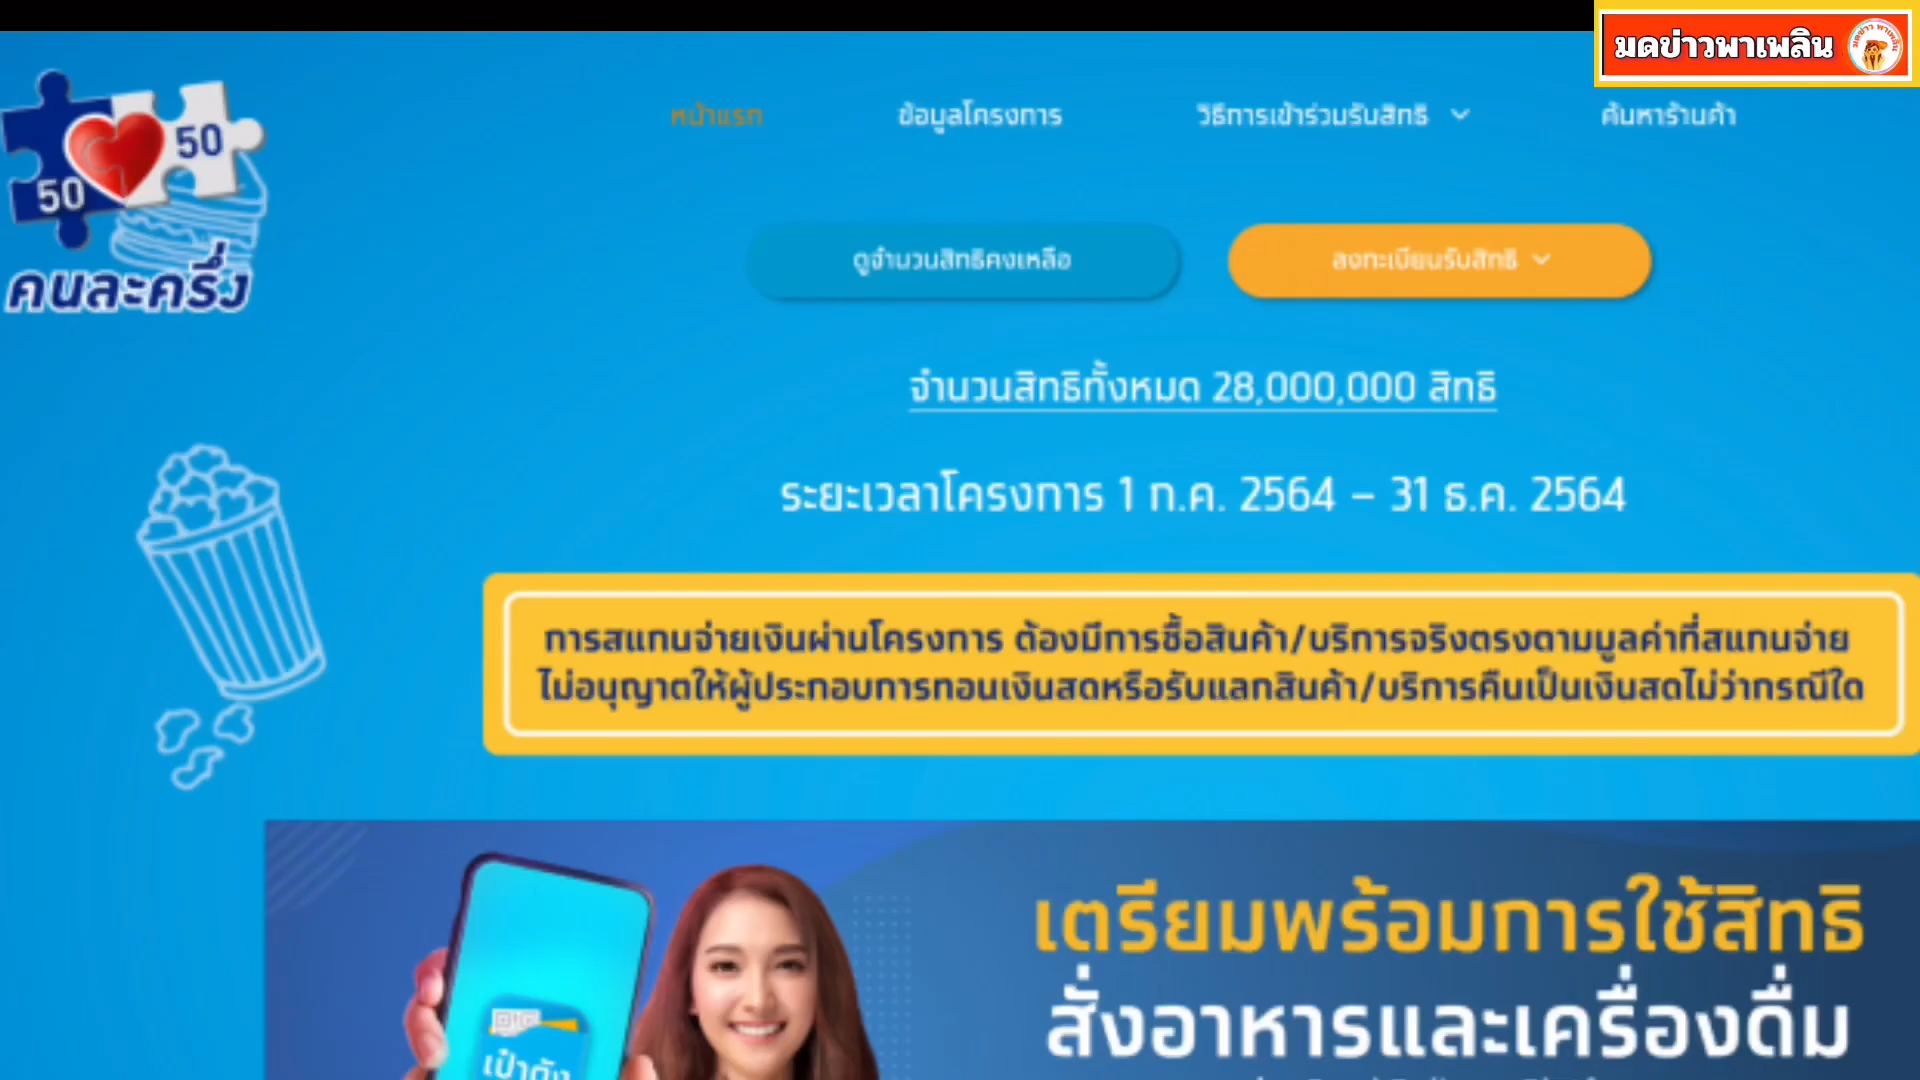 มดข่าวพาเพลิน
หน้าแรก
ข้อมูลโครงการ
วิธีการเข้าร่วมรับสิทธิ
ค้นหาร้านค้า
50
50
คนละครึ่ง
ดูจำนวนสิทธิคงเหลือ
ลงทะเบียนรับสิทธิ
จำนวนสิทธิทั้งหมด 28,000,000 สิทธิ
ระยะเวลาโครงการ 1 ก.ค. 2564 – 31 ธ.ค. 2564
การสแกนจ่ายเงินผ่านโครงการ ต้องมีการซื้อสินค้า/บริการจริงตรงตามมูลค่าที่สแกนจ่าย
ไม่อนุญาตให้ผู้ประกอบการทอนเงินสดหรือรับแลกสินค้า/บริการคืนเป็นเงินสดไม่ว่ากรณีใด
เตรียมพร้อมการใช้สิทธิ
สั่งอาหารและเครื่องดื่ม
เป๋าตัง